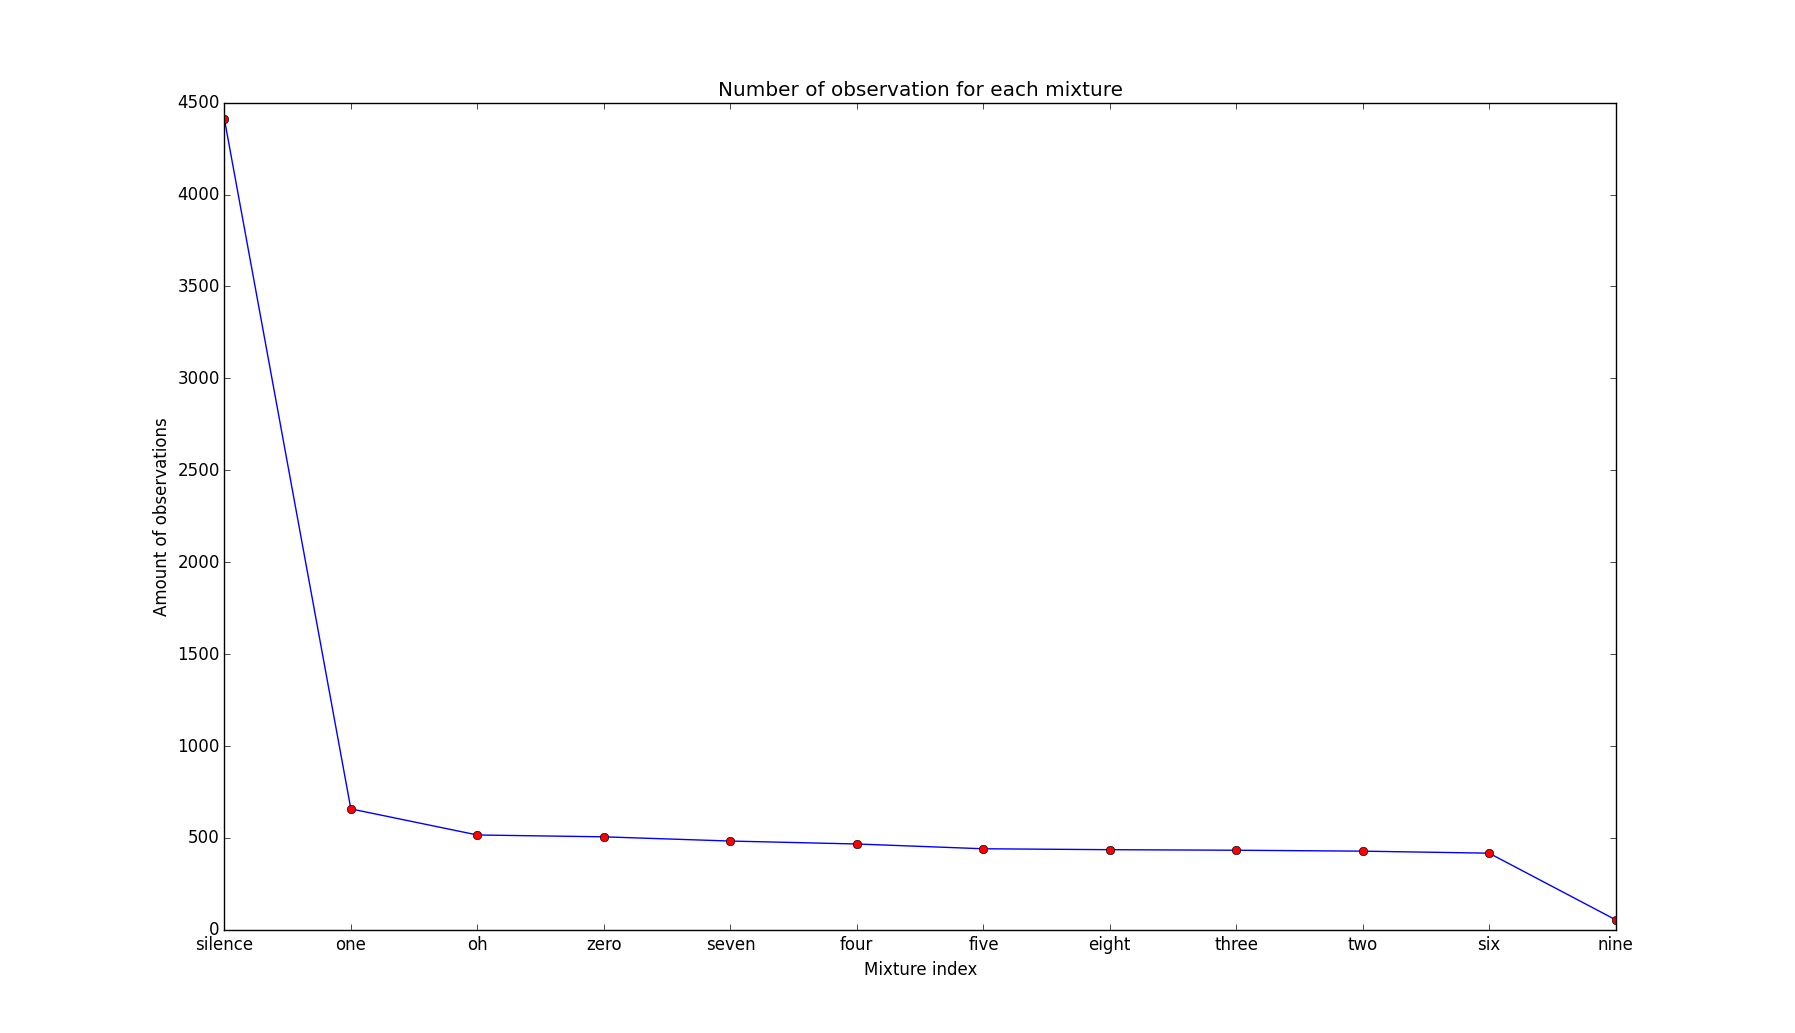 Number of observation for each mixture
4500
4000
3500
3000
2500
2000
1500
1000
500
0
Amount of observations
silence one oh zero seven four five eight three two six nine
Mixture index